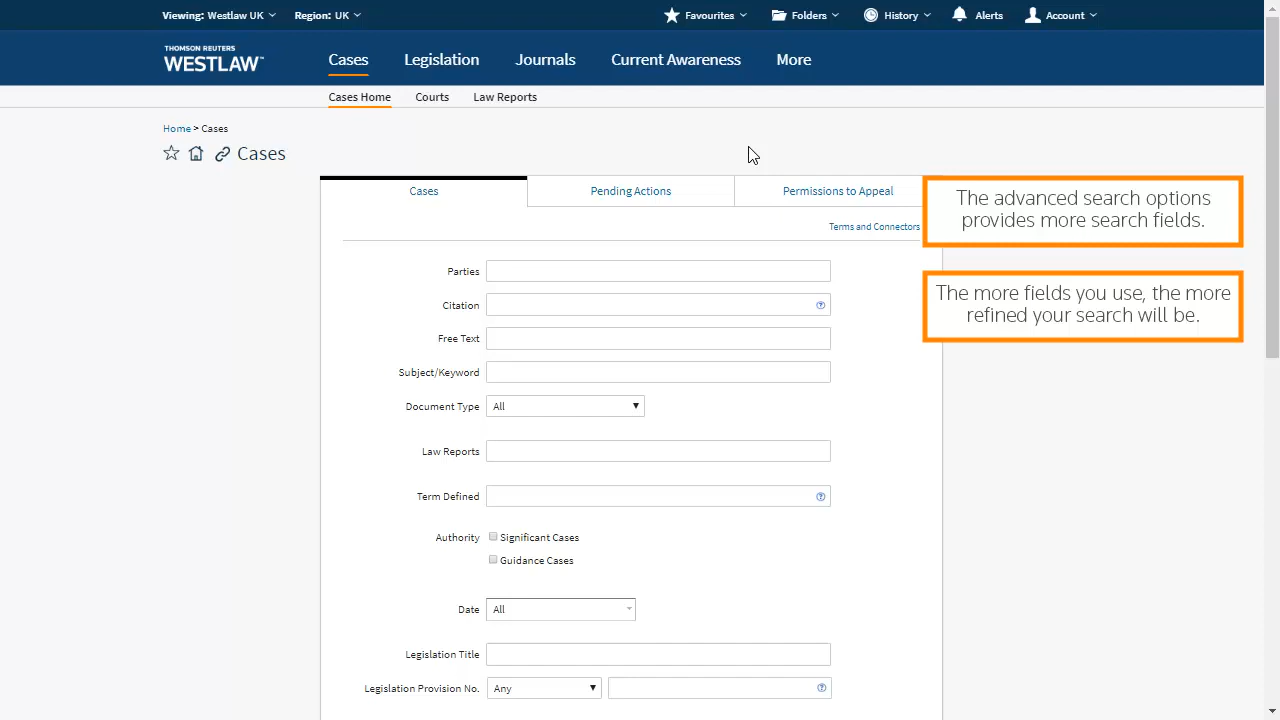 Viewing: Westlaw UK Region: UK Favourites Folders History Alerts Account
THOMSON REUTERS
WESTLAW™
Cases Legislation Journals Current Awareness More
Cases Home Courts Law Reports
Home > Cases
Cases
Cases Pending Actions Permissions to Appeal
Terms and Connectors
The advanced search options
provides more search fields.
The more fields you use, the more
refined your search will be.
Parties
Citation
Free Text
Subject/Keyword
Document Type All
Law Reports
Term Defined
Authority Significant Cases
Guidance Cases
Date All
Legislation Title
Legislation Provision No. Any